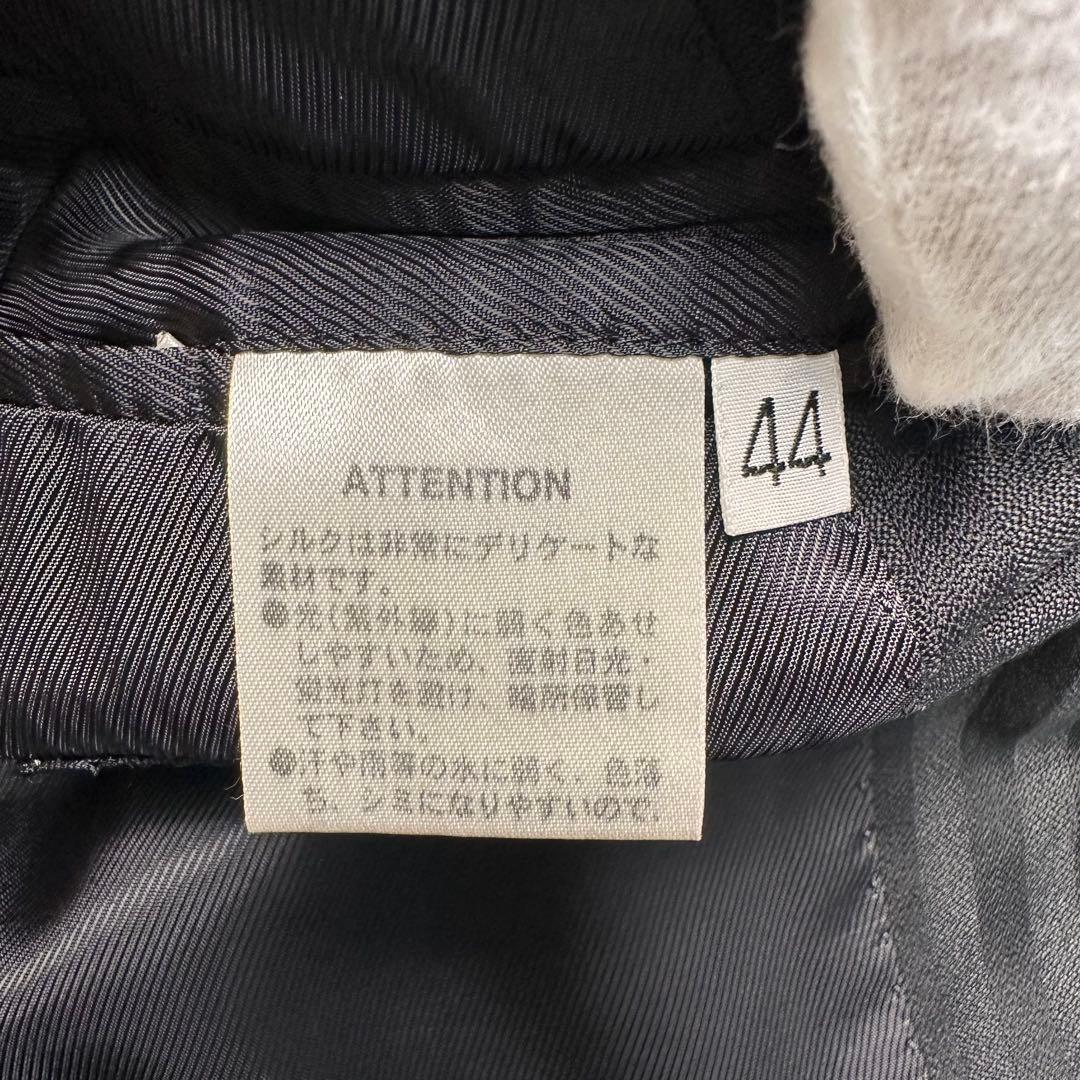 ATTENTION
シルクは非常にデリケートな
素材です。
●光(紫外線)に弱く色あせ
しやすいため、直射日光・
蛍光灯を避け、暗所保管し
て下さい。
●汗や雨等の水に弱く、色落
ち、シミになりやすいので、
44